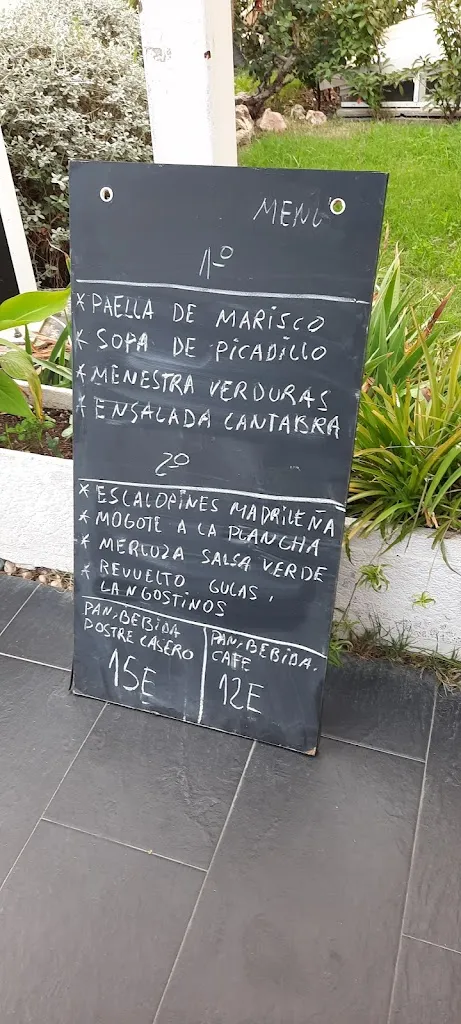 MENU
1º
* PAELLA DE MARISCO
* SOPA DE PICADILLO
* MENESTRA VERDURAS
* ENSALADA CANTABRA
2º
* ESCALOPINES MADRILEÑA
* MOGOTE A LA PLANCHA
* MERLUZA SALSA VERDE
* REVUELTO GULAS,
LANGOSTINOS
PAN, BEBIDA
POSTRE CASERO
15E
PAN, BEBIDA.
CAFE
12E